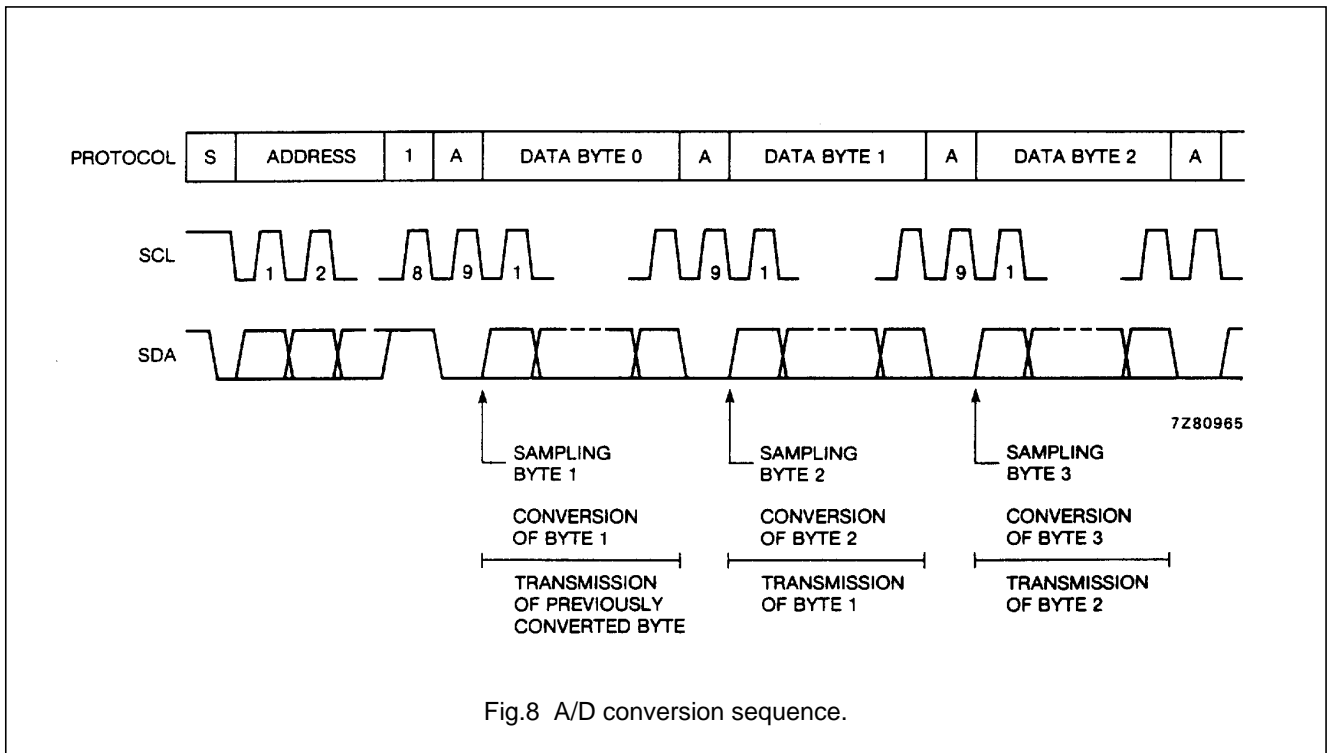 PROTOCOL S ADDRESS 1 A DATA BYTE 0 A DATA BYTE 1 A DATA BYTE 2 A
SCL 1 2 8 9 1 9 1 9 1
SDA
7Z80965
SAMPLING
BYTE 1
SAMPLING
BYTE 2
SAMPLING
BYTE 3
CONVERSION
OF BYTE 1
CONVERSION
OF BYTE 2
CONVERSION
OF BYTE 3
TRANSMISSION
OF PREVIOUSLY
CONVERTED BYTE
TRANSMISSION
OF BYTE 1
TRANSMISSION
OF BYTE 2
Fig.8 A/D conversion sequence.